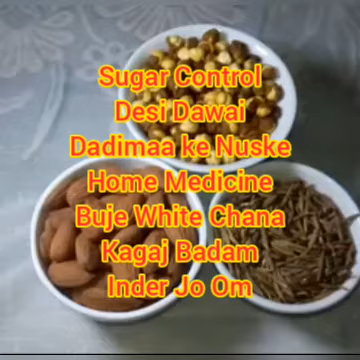 Sugar Control
Desi Dawai
Dadimaa ke Nuske
Home Medicine
Buje White Chana
Kagaj Badam
Inder Jo Om